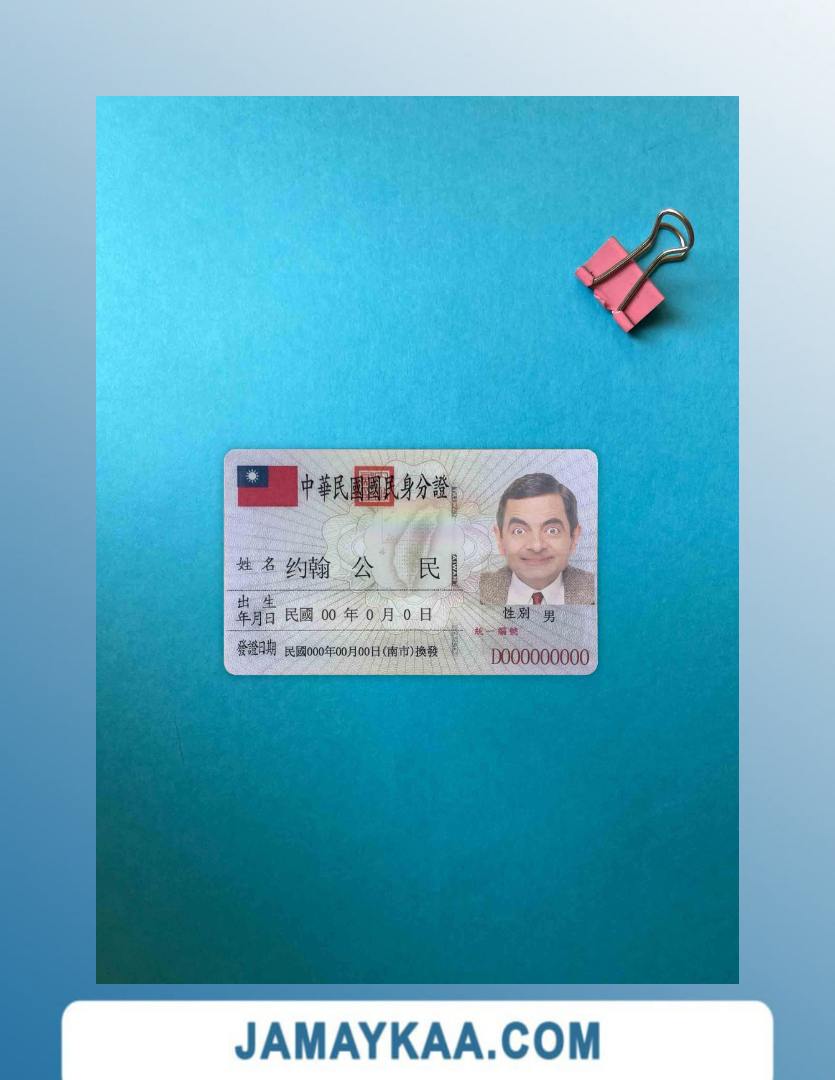 中華民國國民身分證
姓名 约翰 公 民
出生年月日 民國 00 年 0 月 0 日
性別 男
統一編號
發證日期 民國000年00月00日(南市)換發
D000000000
JAMAYKAA.COM